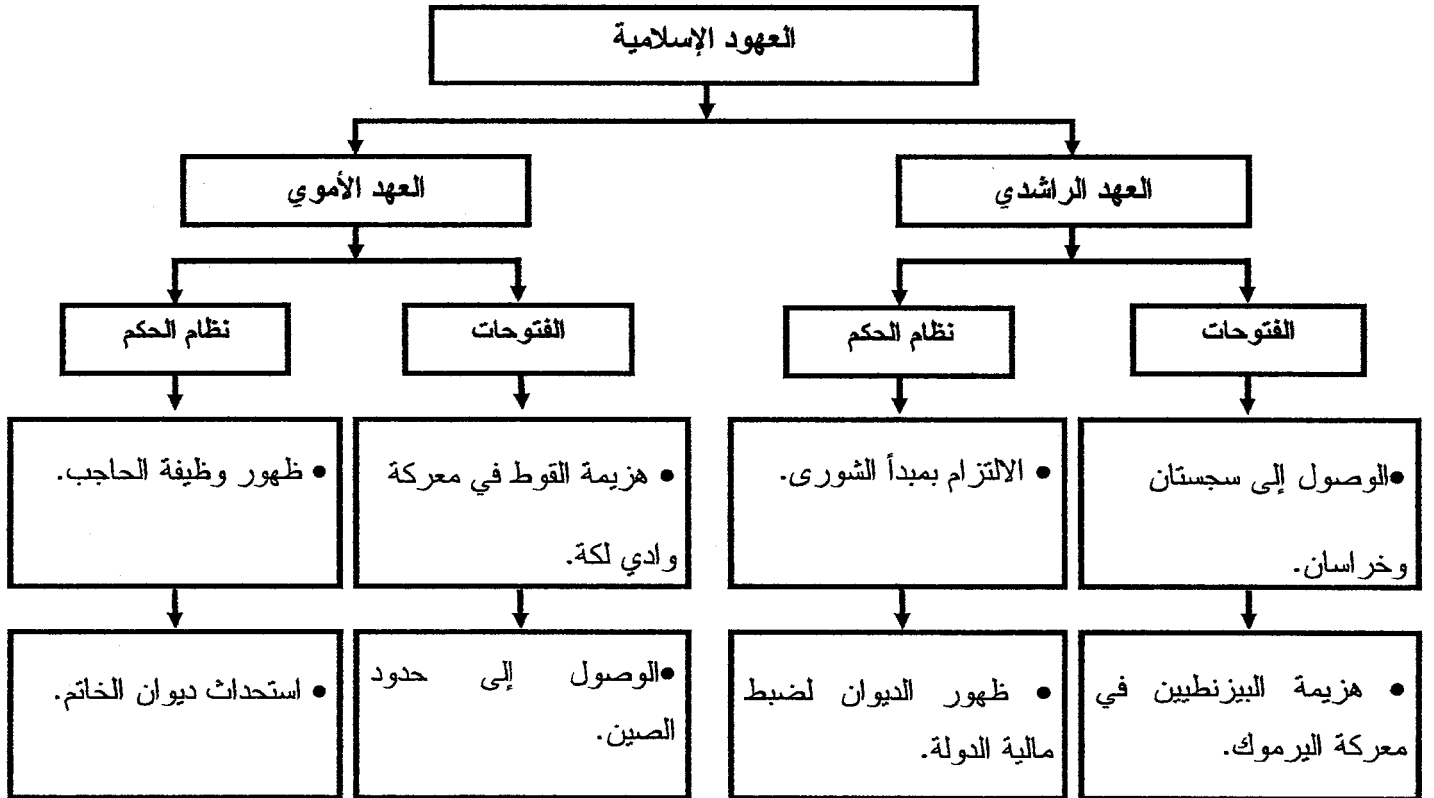 العهود الإسلامية
العهد الراشدي
العهد الأموي
الفتوحات
نظام الحكم
الفتوحات
نظام الحكم
•الوصول إلى سجستان
وخراسان.
• الالتزام بمبدأ الشورى.
• هزيمة القوط في معركة
وادي لكة.
• ظهور وظيفة الحاجب.
• هزيمة البيزنطيين في
معركة اليرموك.
• ظهور الديوان لضبط
مالية الدولة.
•الوصول إلى حدود
الصين.
• استحداث ديوان الخاتم.